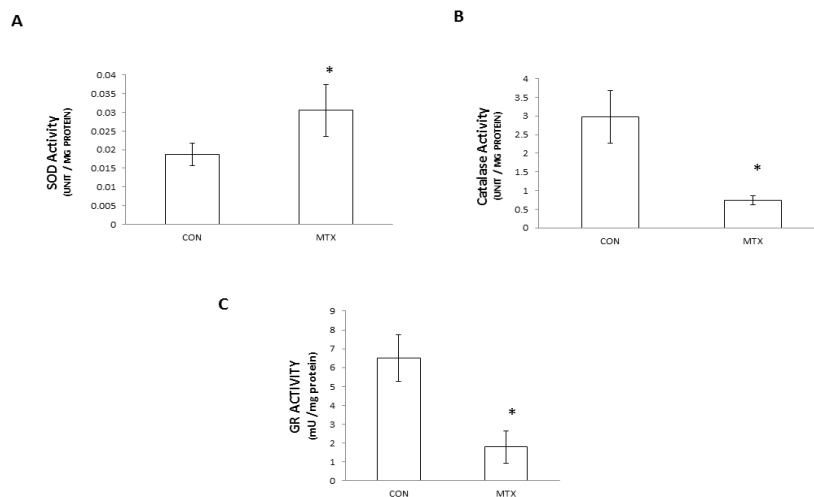 A
SOD Activity
(UNIT / MG PROTEIN)
0.04
0.035
0.03
0.025
0.02
0.015
0.01
0.005
0
*
CON
MTX
B
Catalase Activity
(UNIT / MG PROTEIN)
4
3.5
3
2.5
2
1.5
1
0.5
0
*
CON
MTX
C
GR ACTIVITY
(mU /mg protein)
9
8
7
6
5
4
3
2
1
0
*
CON
MTX